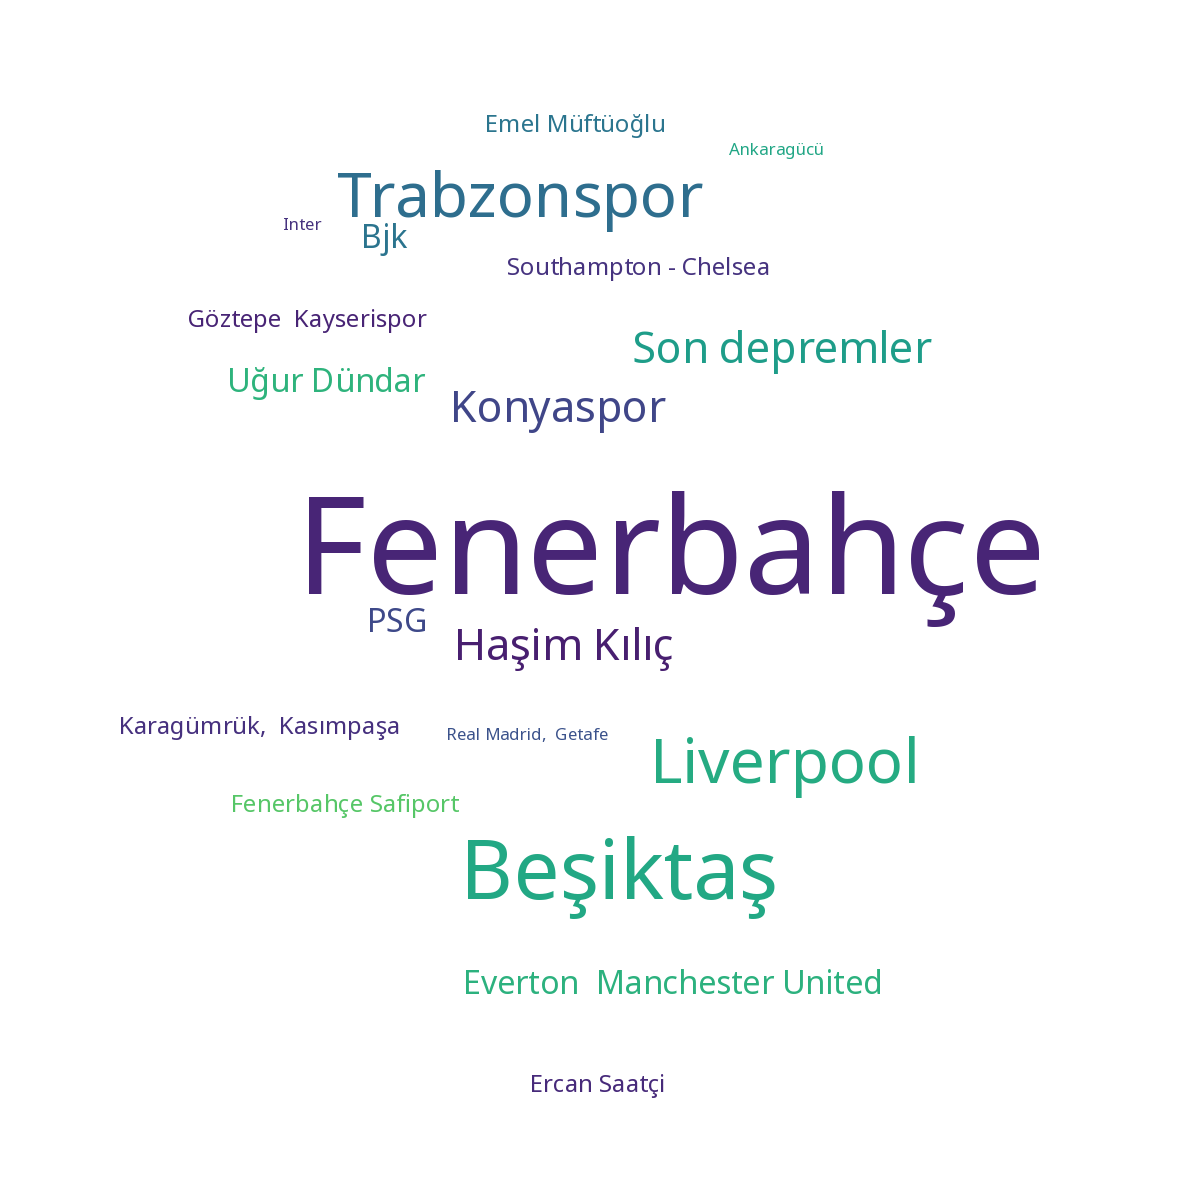 Emel Müftüoğlu
Ankaragücü
Trabzonspor
Inter
Bjk
Southampton - Chelsea
Göztepe  Kayserispor
Son depremler
Uğur Dündar
Konyaspor
Fenerbahçe
PSG
Haşim Kılıç
Karagümrük,  Kasımpaşa
Real Madrid,  Getafe
Liverpool
Fenerbahçe Safiport
Beşiktaş
Everton  Manchester United
Ercan Saatçi